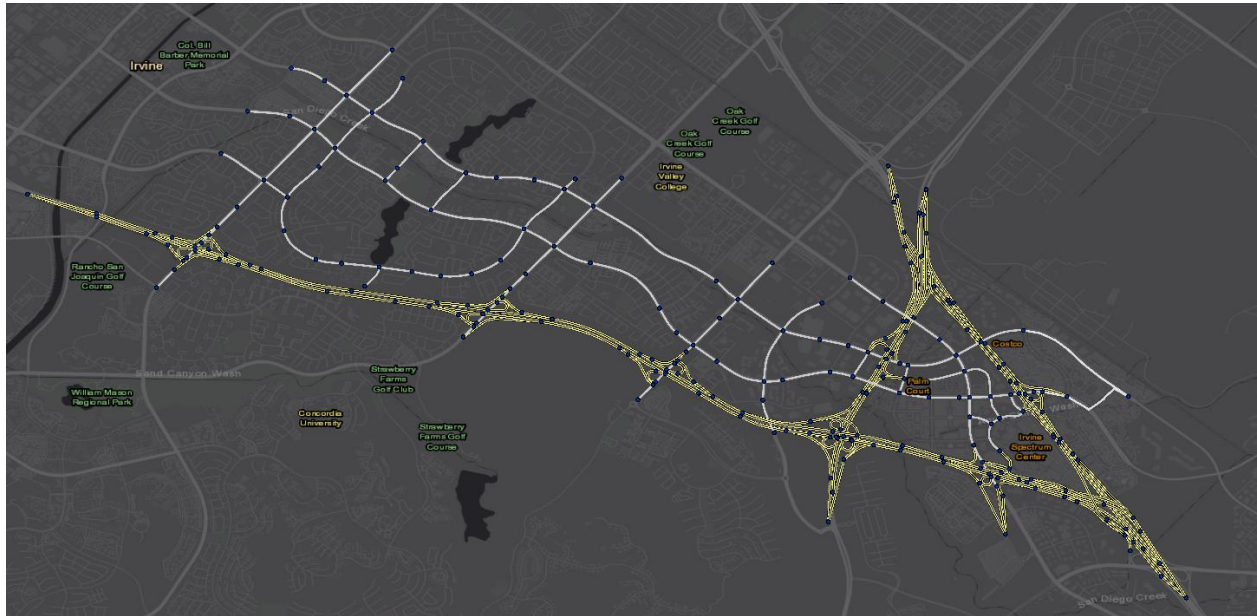 Col. Bill
Barber Memorial
Park
Irvine
San Diego
Creek
Oak
Creek Golf
Course
Oak
Creek Golf
Course
Irvine
Valley
College
Rancho San
Joaquin Golf
Course
Costco
Sand Canyon Wash
Strawberry
Farms
Golf Club
Palm
Court
William Mason
Regional Park
Wash
Concordia
University
Strawberry
Farms Golf
Course
Irvine
Spectrum
Center
San Diego Creek